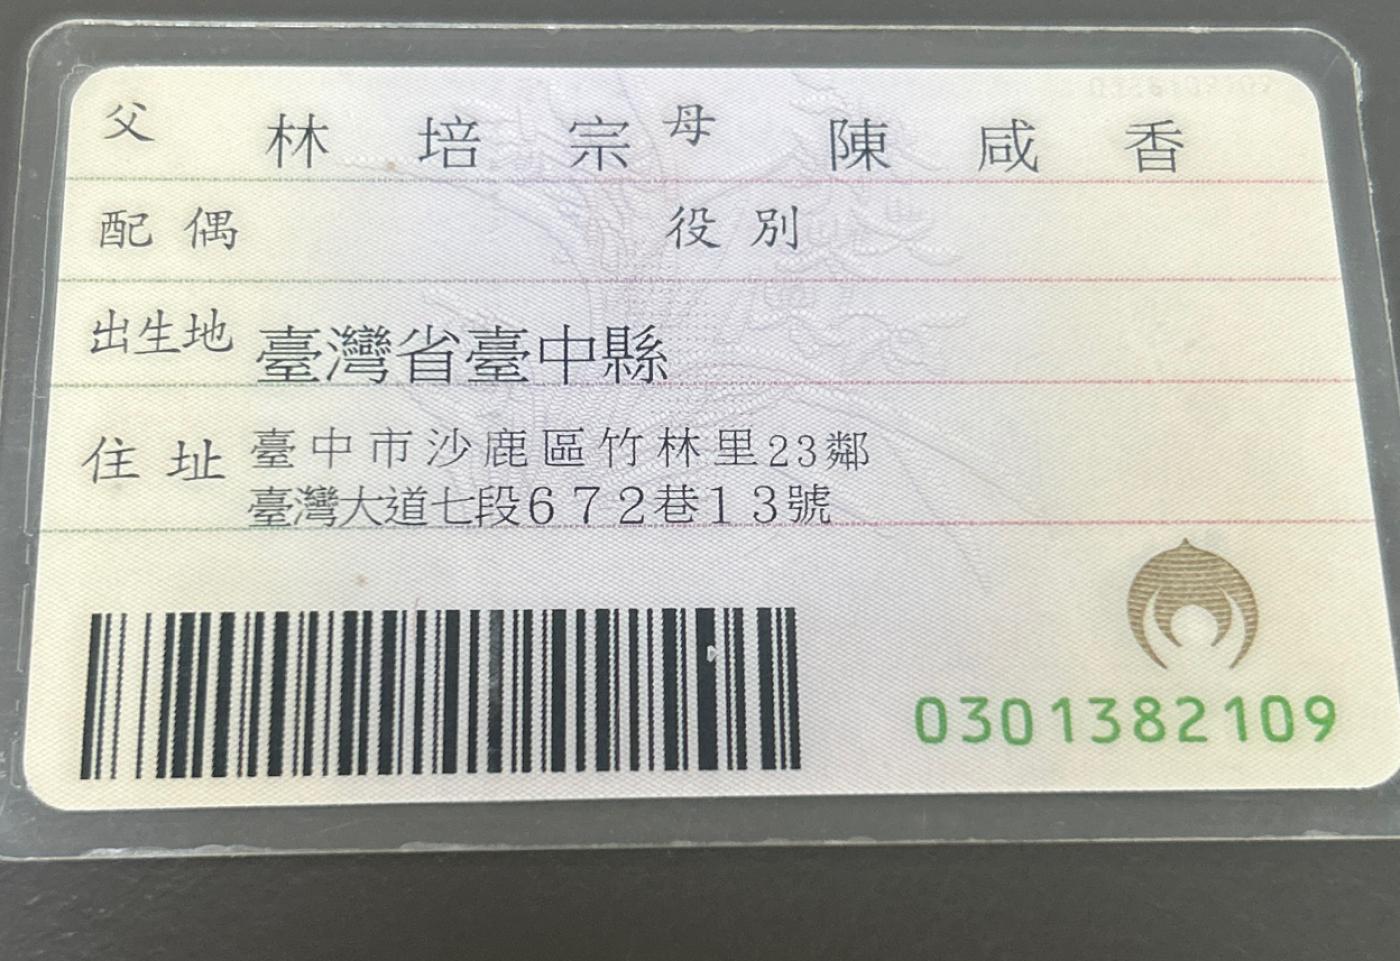 父 林培宗 母 陳咸香
配偶 役別
出生地 臺灣省臺中縣
住址 臺中市沙鹿區竹林里23鄰
臺灣大道七段672巷13號
0301382109